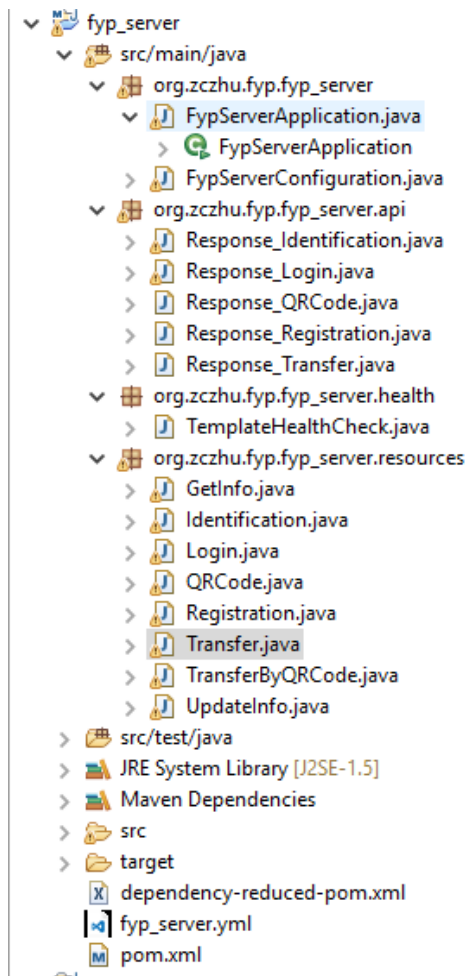 fyp_server
src/main/java
org.zczhu.fyp.fyp_server
FypServerApplication.java
FypServerApplication
FypServerConfiguration.java
org.zczhu.fyp.fyp_server.api
Response_Identification.java
Response_Login.java
Response_QRCode.java
Response_Registration.java
Response_Transfer.java
org.zczhu.fyp.fyp_server.health
TemplateHealthCheck.java
org.zczhu.fyp.fyp_server.resources
GetInfo.java
Identification.java
Login.java
QRCode.java
Registration.java
Transfer.java
TransferByQRCode.java
UpdateInfo.java
src/test/java
JRE System Library [J2SE-1.5]
Maven Dependencies
src
target
dependency-reduced-pom.xml
fyp_server.yml
pom.xml